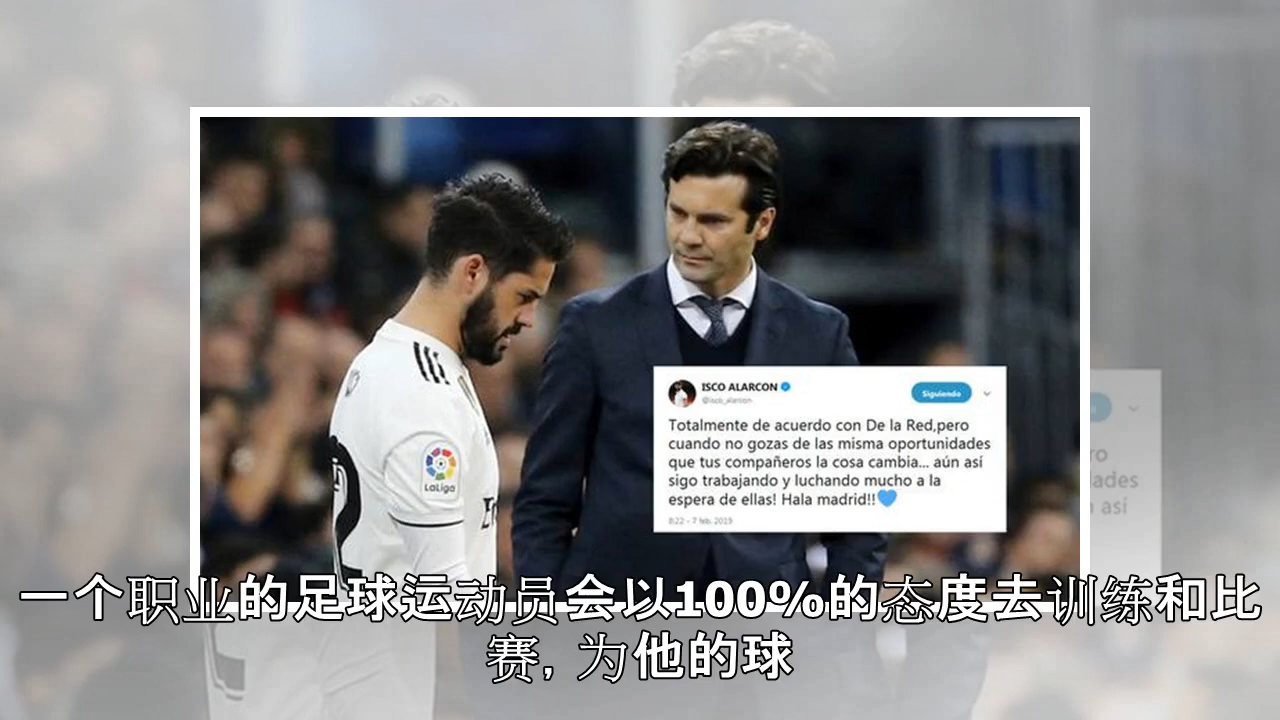 LaLiga
ISCO ALARCON
@isco_alarcon
Siguiendo
Totalmente de acuerdo con De la Red,pero
cuando no gozas de las misma oportunidades
que tus compañeros la cosa cambia... aún así
sigo trabajando y luchando mucho a la
espera de ellas! Hala madrid!!
8:22 - 7 feb. 2019
一个职业的足球运动员会以100%的态度去训练和比
赛, 为他的球